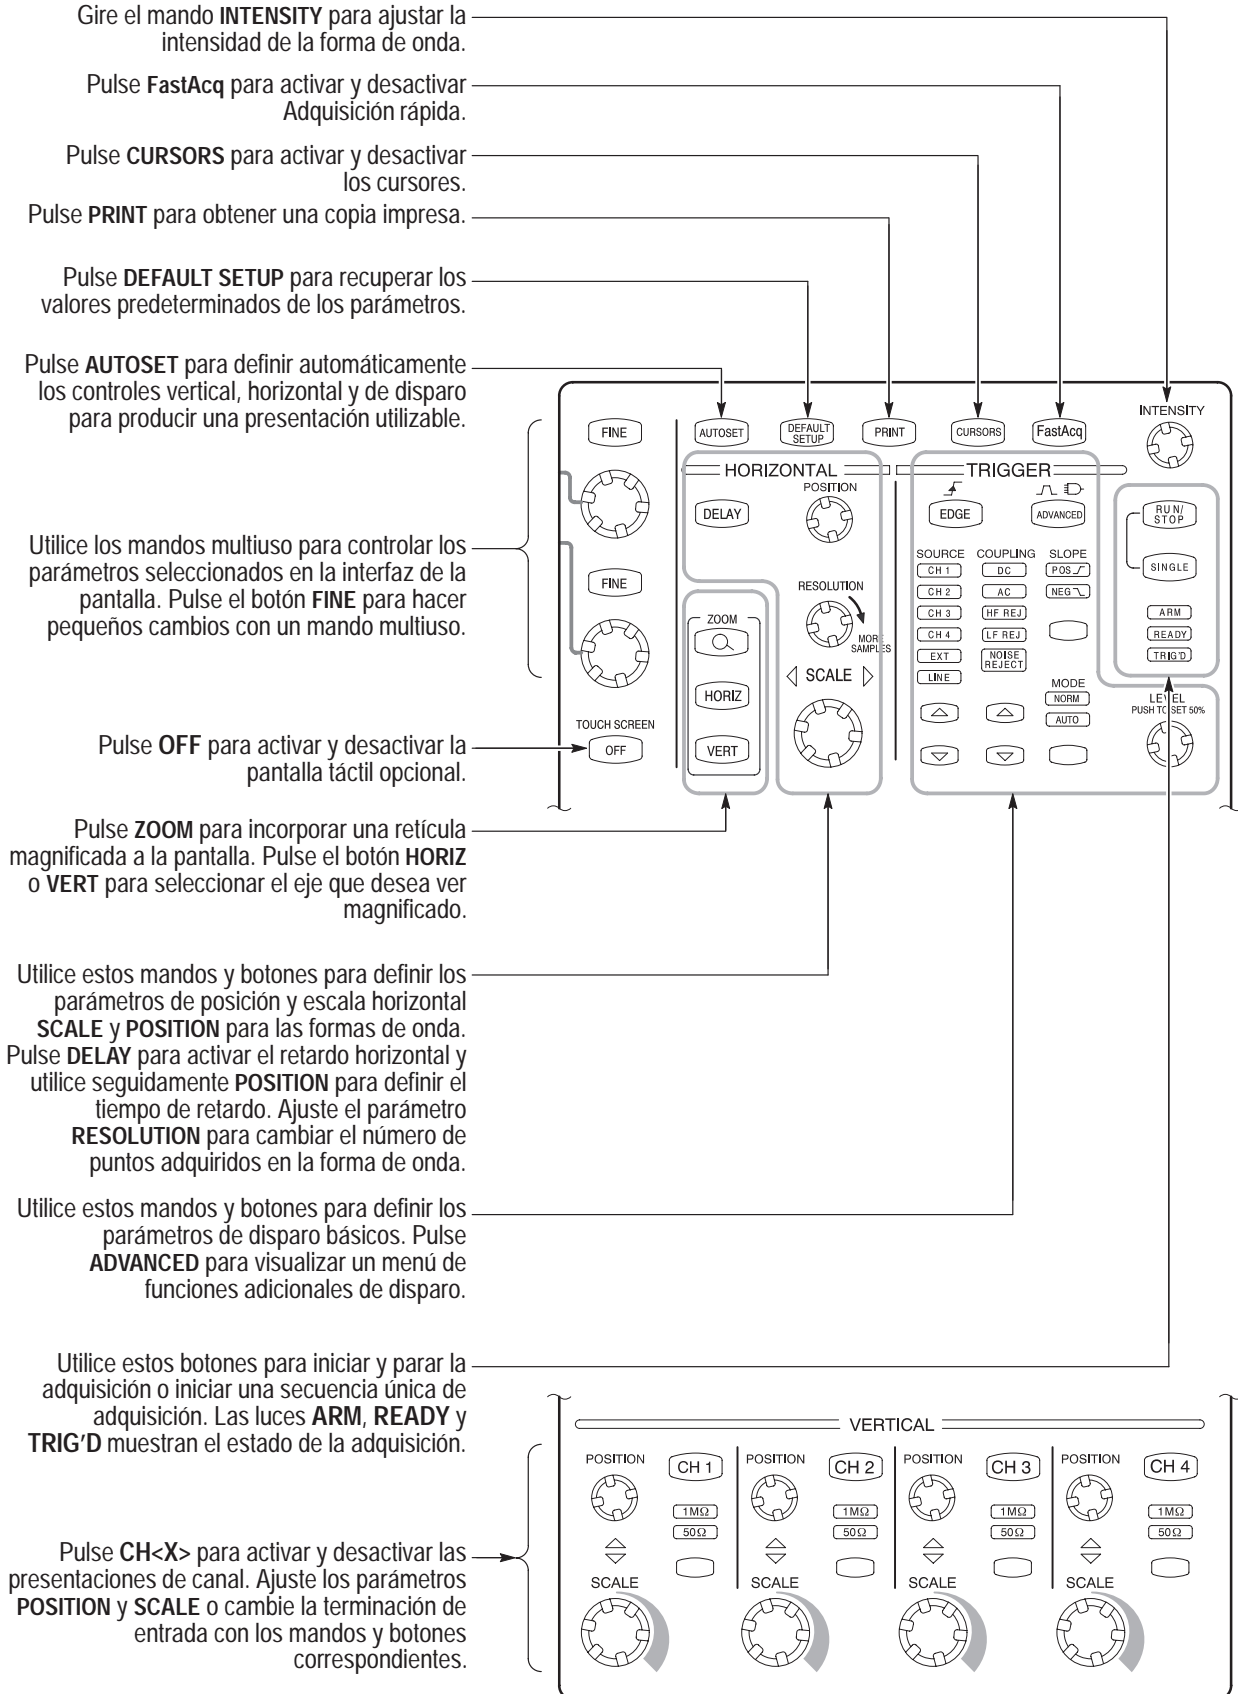 Gire el mando INTENSITY para ajustar la
intensidad de la forma de onda.
Pulse FastAcq para activar y desactivar
Adquisición rápida.
Pulse CURSORS para activar y desactivar
los cursores.
Pulse PRINT para obtener una copia impresa.
Pulse DEFAULT SETUP para recuperar los
valores predeterminados de los parámetros.
Pulse AUTOSET para definir automáticamente
los controles vertical, horizontal y de disparo
para producir una presentación utilizable.
Utilice los mandos multiuso para controlar los
parámetros seleccionados en la interfaz de la
pantalla. Pulse el botón FINE para hacer
pequeños cambios con un mando multiuso.
Pulse OFF para activar y desactivar la
pantalla táctil opcional.
Pulse ZOOM para incorporar una retícula
magnificada a la pantalla. Pulse el botón HORIZ
o VERT para seleccionar el eje que desea ver
magnificado.
Utilice estos mandos y botones para definir los
parámetros de posición y escala horizontal
SCALE y POSITION para las formas de onda.
Pulse DELAY para activar el retardo horizontal y
utilice seguidamente POSITION para definir el
tiempo de retardo. Ajuste el parámetro
RESOLUTION para cambiar el número de
puntos adquiridos en la forma de onda.
Utilice estos mandos y botones para definir los
parámetros de disparo básicos. Pulse
ADVANCED para visualizar un menú de
funciones adicionales de disparo.
Utilice estos botones para iniciar y parar la
adquisición o iniciar una secuencia única de
adquisición. Las luces ARM, READY y
TRIG'D muestran el estado de la adquisición.
Pulse CH<X> para activar y desactivar las
presentaciones de canal. Ajuste los parámetros
POSITION y SCALE o cambie la terminación de
entrada con los mandos y botones
correspondientes.
FINE
FINE
TOUCH SCREEN
OFF
AUTOSET
DEFAULT
SETUP
PRINT
CURSORS
FastAcq
INTENSITY
HORIZONTAL
POSITION
DELAY
RESOLUTION
MORE
SAMPLES
ZOOM
HORIZ
VERT
SCALE
TRIGGER
EDGE
ADVANCED
SOURCE
CH 1
CH 2
CH 3
CH 4
EXT
LINE
COUPLING
DC
AC
HF REJ
LF REJ
NOISE
REJECT
SLOPE
POS
NEG
MODE
NORM
AUTO
RUN/
STOP
SINGLE
ARM
READY
TRIG'D
LEVEL
PUSH TO SET 50%
VERTICAL
POSITION
CH 1
1MΩ
50Ω
SCALE
POSITION
CH 2
1MΩ
50Ω
SCALE
POSITION
CH 3
1MΩ
50Ω
SCALE
POSITION
CH 4
1MΩ
50Ω
SCALE